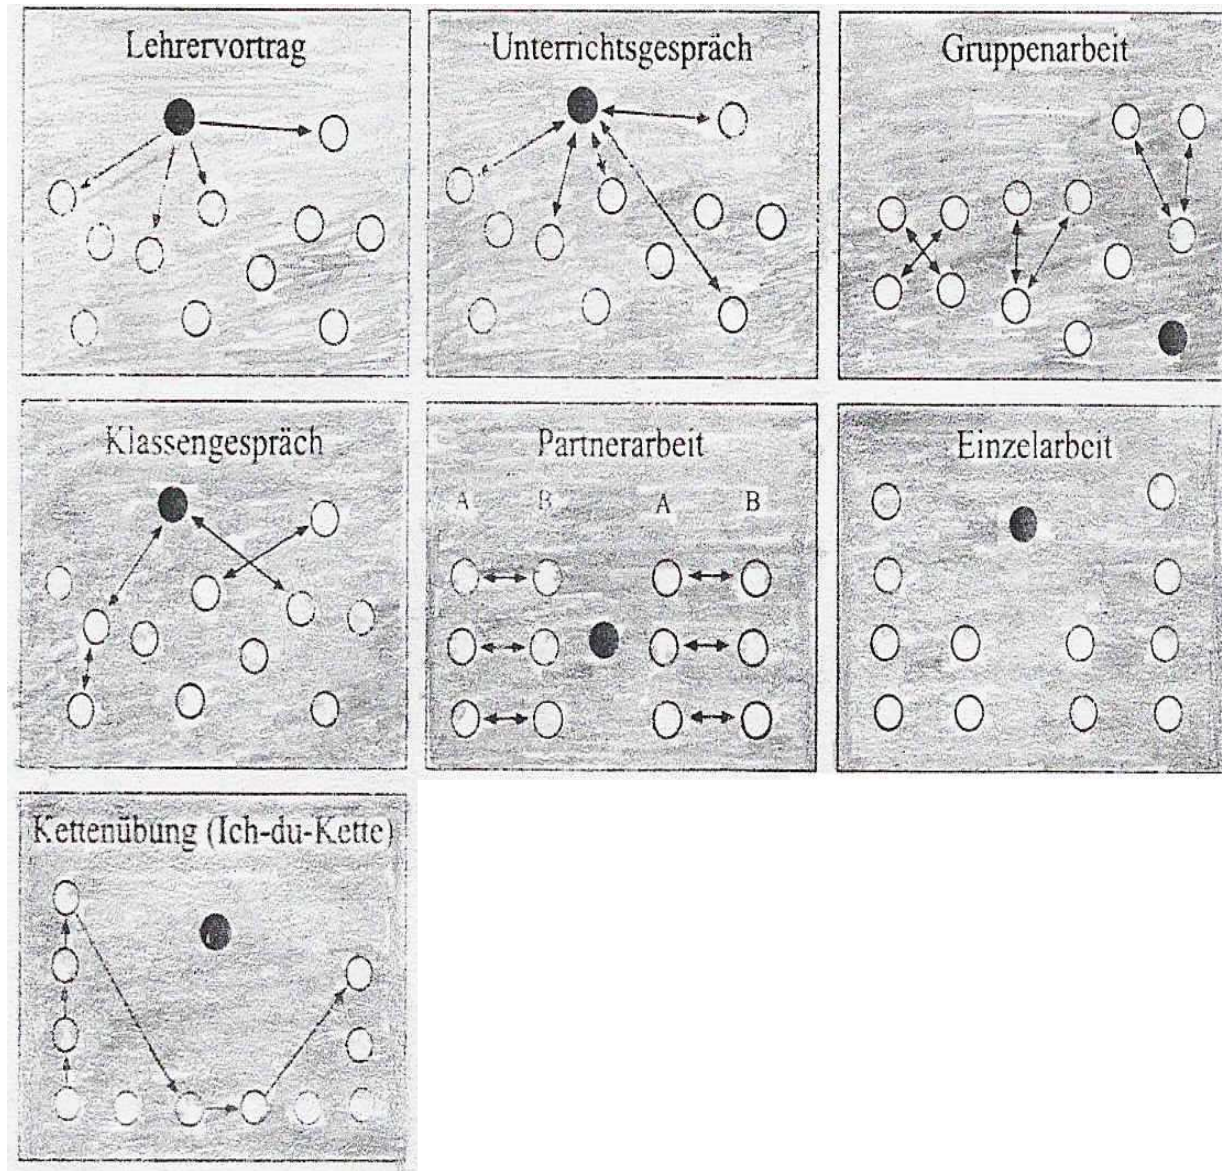 Lehrervortrag
Unterrichtsgespräch
Gruppenarbeit
Klassengespräch
Partnerarbeit
A B A B
Einzelarbeit
Kettenübung (Ich-du-Kette)